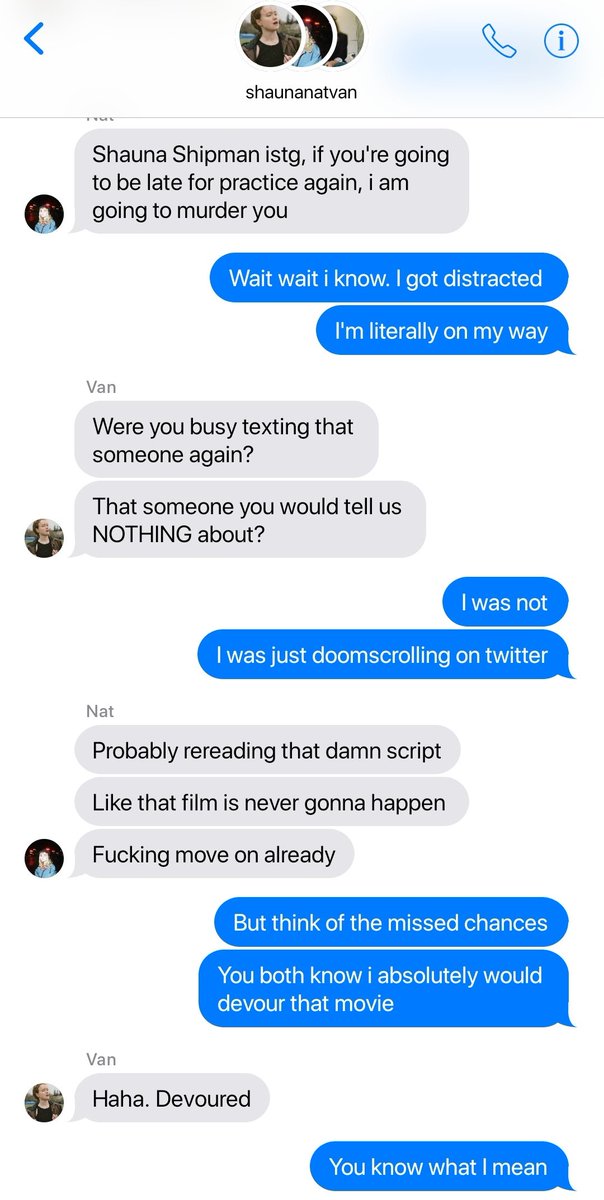 shaunanatvan
Nat
Shauna Shipman istg, if you're going
to be late for practice again, i am
going to murder you
Wait wait i know. I got distracted
I'm literally on my way
Van
Were you busy texting that
someone again?
That someone you would tell us
NOTHING about?
I was not
I was just doomscrolling on twitter
Nat
Probably rereading that damn script
Like that film is never gonna happen
Fucking move on already
But think of the missed chances
You both know i absolutely would
devour that movie
Van
Haha. Devoured
You know what I mean